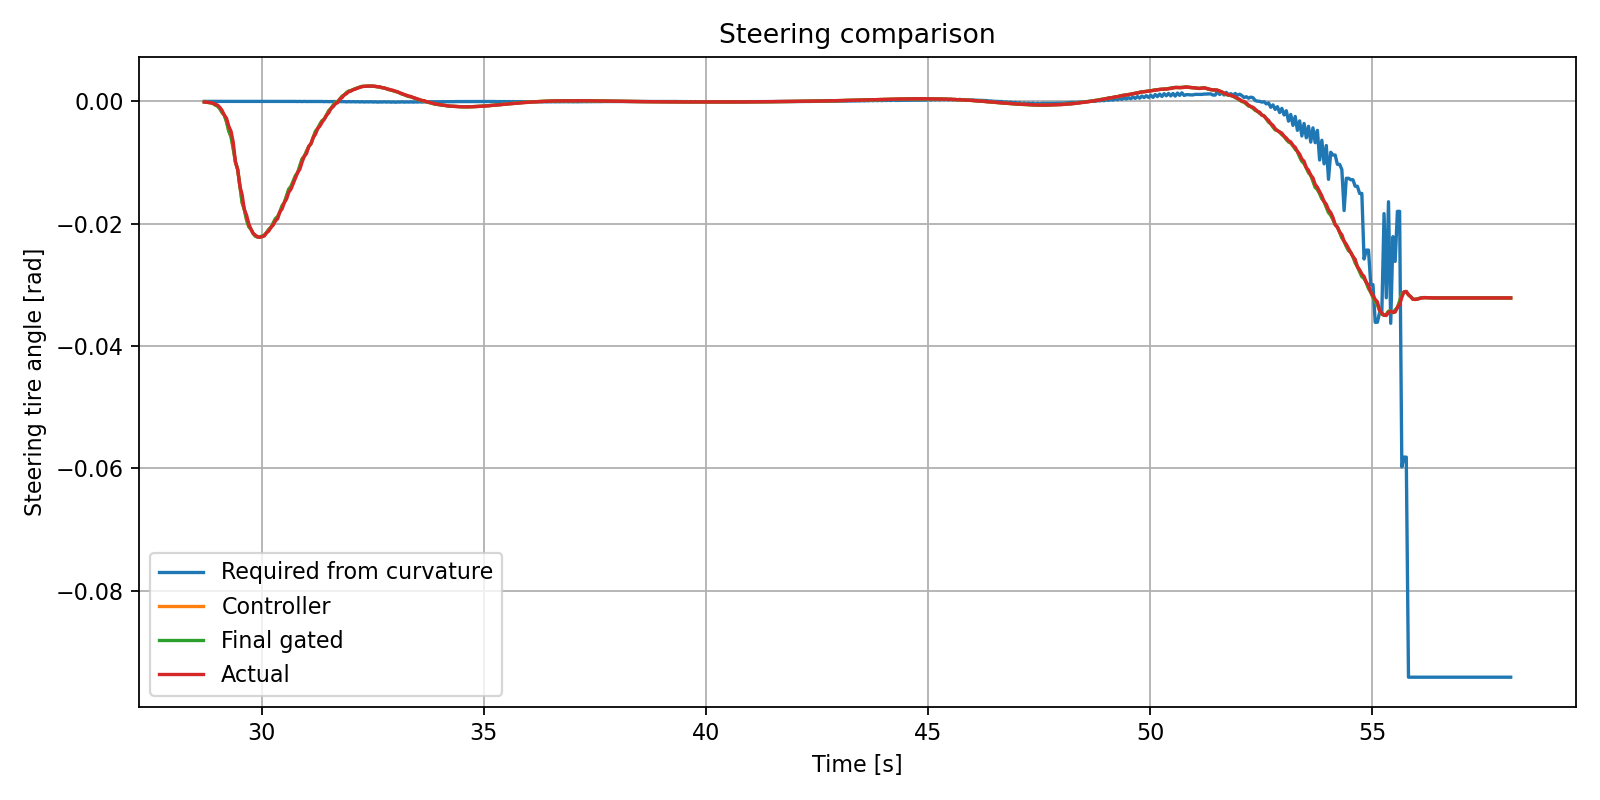 Steering comparison
0.00
−0.02
−0.04
−0.06
−0.08
Steering tire angle [rad]
Required from curvature
Controller
Final gated
Actual
30 35 40 45 50 55
Time [s]